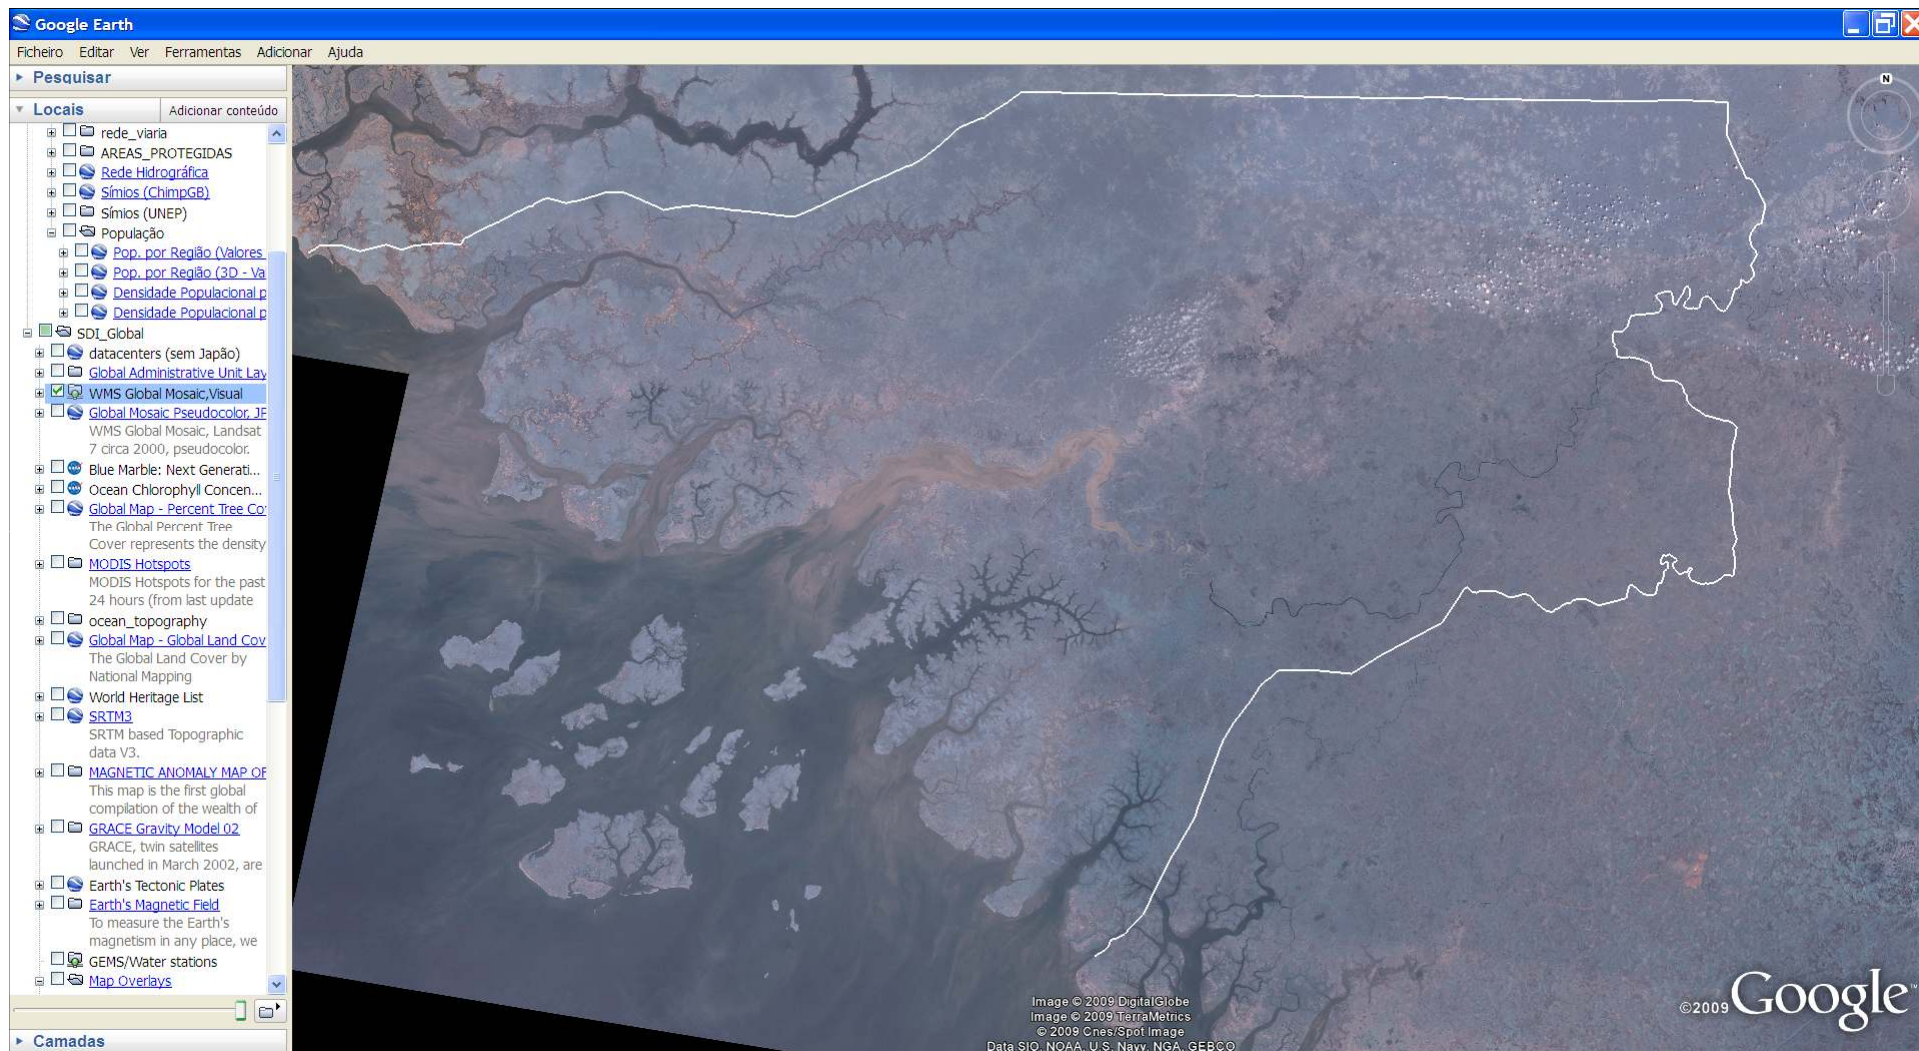 Google Earth
Ficheiro Editar Ver Ferramentas Adicionar Ajuda
Pesquisar
Locais Adicionar conteúdo
rede_viaria
AREAS_PROTEGIDAS
Rede Hidrográfica
Símios (ChimpGB)
Símios (UNEP)
População
Pop. por Região (Valores
Pop. por Região (3D - Va
Densidade Populacional p
Densidade Populacional p
SDI_Global
datacenters (sem Japão)
Global Administrative Unit Lay
WMS Global Mosaic,Visual
Global Mosaic Pseudocolor, JP
WMS Global Mosaic, Landsat
7 circa 2000, pseudocolor.
Blue Marble: Next Generati...
Ocean Chlorophyll Concen...
Global Map - Percent Tree Co
The Global Percent Tree
Cover represents the density
MODIS Hotspots
MODIS Hotspots for the past
24 hours (from last update
ocean_topography
Global Map - Global Land Cov
The Global Land Cover by
National Mapping
World Heritage List
SRTM3
SRTM based Topographic
data V3.
MAGNETIC ANOMALY MAP OF
This map is the first global
compilation of the wealth of
GRACE Gravity Model 02
GRACE, twin satellites
launched in March 2002, are
Earth's Tectonic Plates
Earth's Magnetic Field
To measure the Earth's
magnetism in any place, we
GEMS/Water stations
Map Overlays
Camadas
N
Image © 2009 DigitalGlobe
Image © 2009 TerraMetrics
© 2009 Cnes/Spot Image
Data SIO, NOAA, U.S. Navy, NGA, GEBCO
©2009 Google™